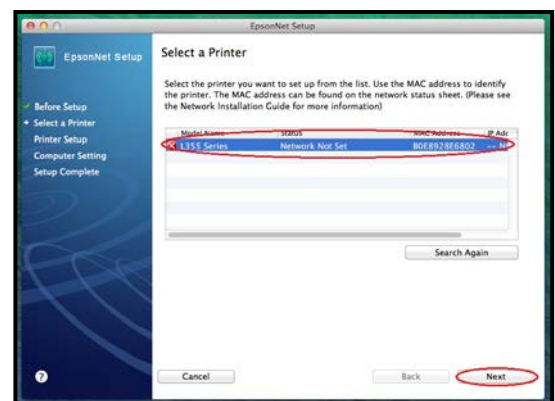 EpsonNet Setup
EpsonNet Setup
Select a Printer
Select the printer you want to set up from the list. Use the MAC address to identify
the printer. The MAC address can be found on the network status sheet. (Please see
the Network Installation Guide for more information)
Before Setup
Select a Printer
Printer Setup
Computer Setting
Setup Complete
Model Name Status MAC Address IP Adc
L355 Series Network Not Set B0E8928E6802 -- N
Search Again
? Cancel Back Next